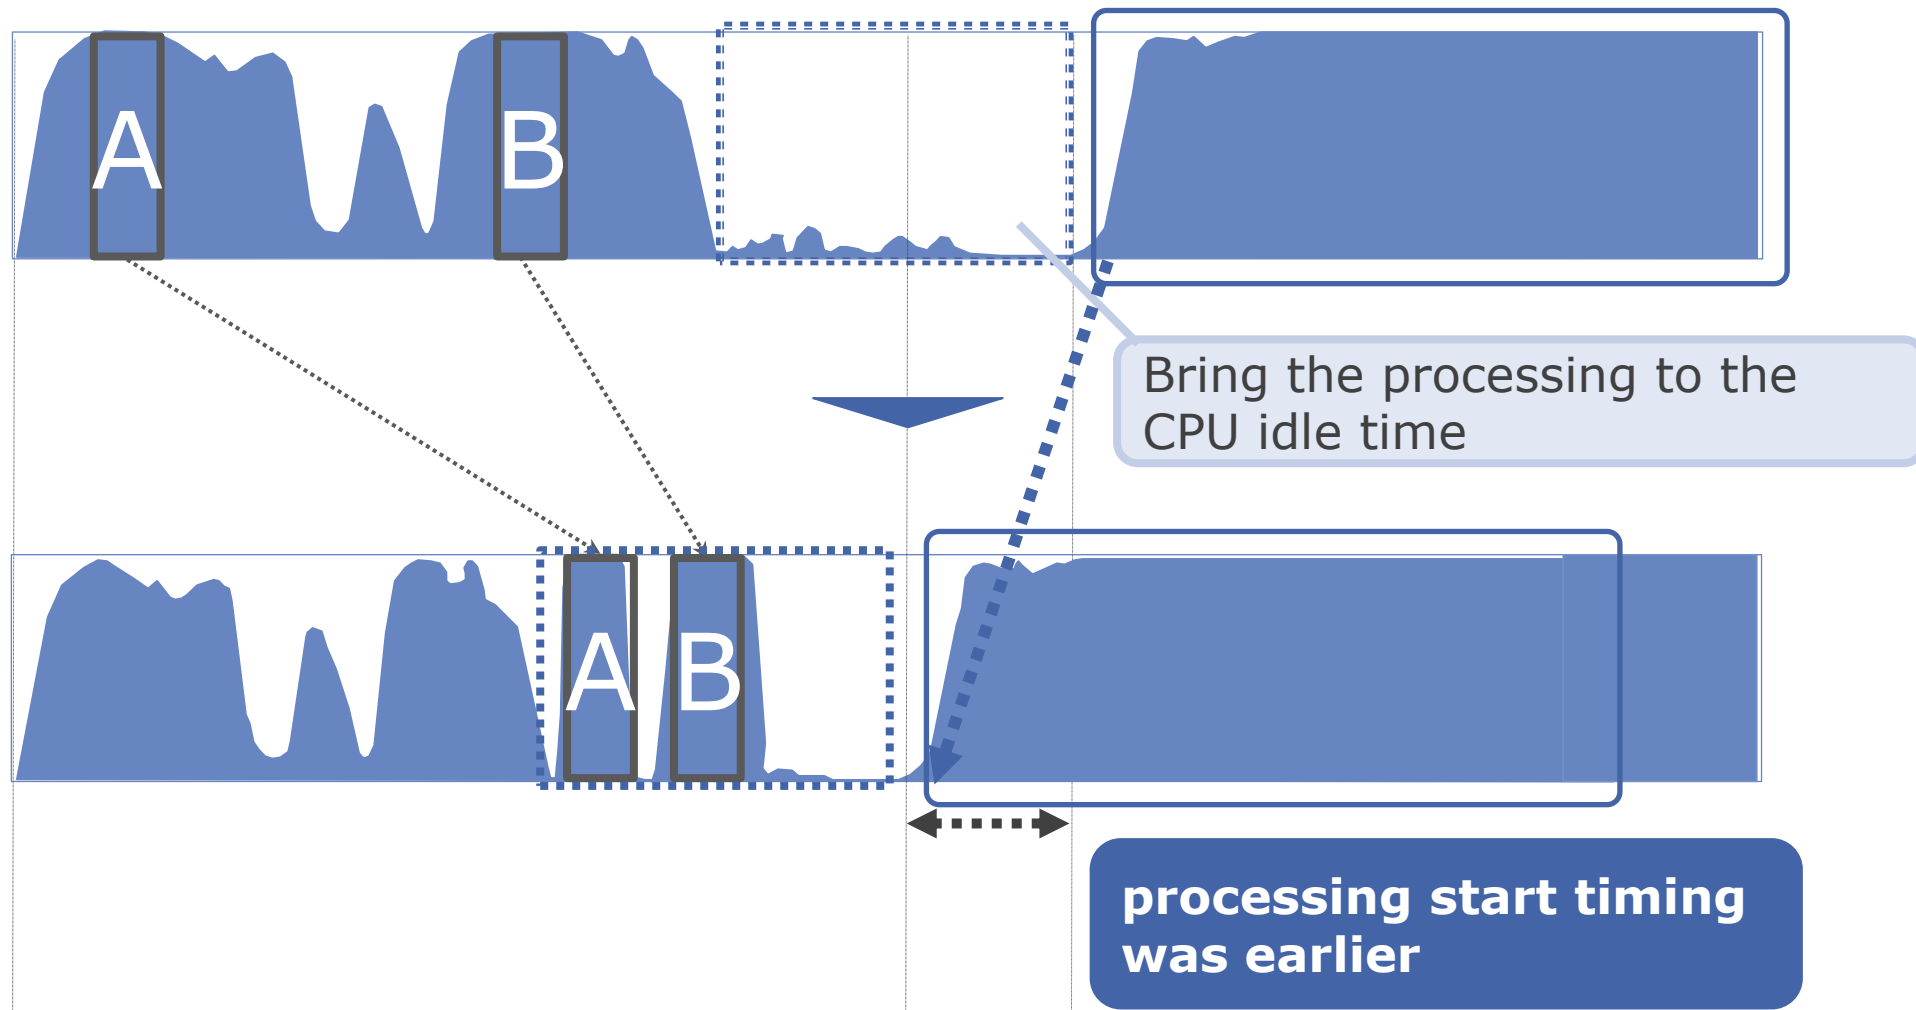 A
B
Bring the processing to the
CPU idle time
A
B
processing start timing
was earlier